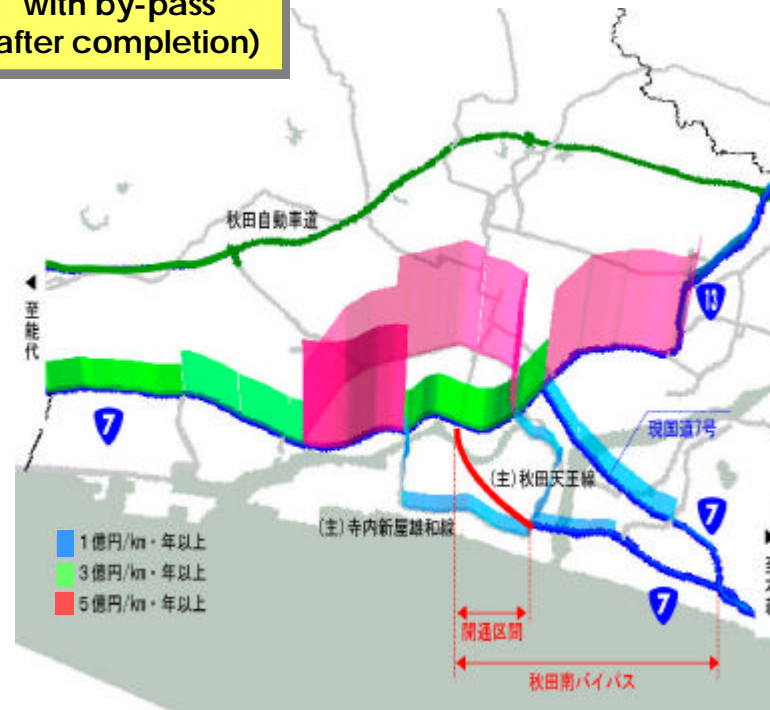 with by-pass
after completion)
秋田自動車道
至能代
13
7
現国道7号
(主)秋田天王線
(主)寺内新屋雄和線
7
7
1億円/km・年以上
3億円/km・年以上
5億円/km・年以上
開通区間
秋田南バイパス